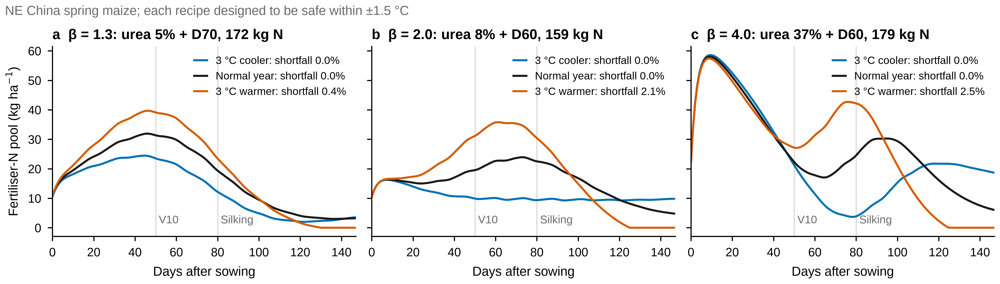 NE China spring maize; each recipe designed to be safe within ±1.5 °C
a β = 1.3: urea 5% + D70, 172 kg N
3 °C cooler: shortfall 0.0%
Normal year: shortfall 0.0%
3 °C warmer: shortfall 0.4%
V10
Silking
60
50
40
30
20
10
0
Fertiliser-N pool (kg ha⁻¹)
0 20 40 60 80 100 120 140
Days after sowing
b β = 2.0: urea 8% + D60, 159 kg N
3 °C cooler: shortfall 0.0%
Normal year: shortfall 0.0%
3 °C warmer: shortfall 2.1%
V10
Silking
0 20 40 60 80 100 120 140
Days after sowing
c β = 4.0: urea 37% + D60, 179 kg N
3 °C cooler: shortfall 0.0%
Normal year: shortfall 0.0%
3 °C warmer: shortfall 2.5%
V10
Silking
0 20 40 60 80 100 120 140
Days after sowing